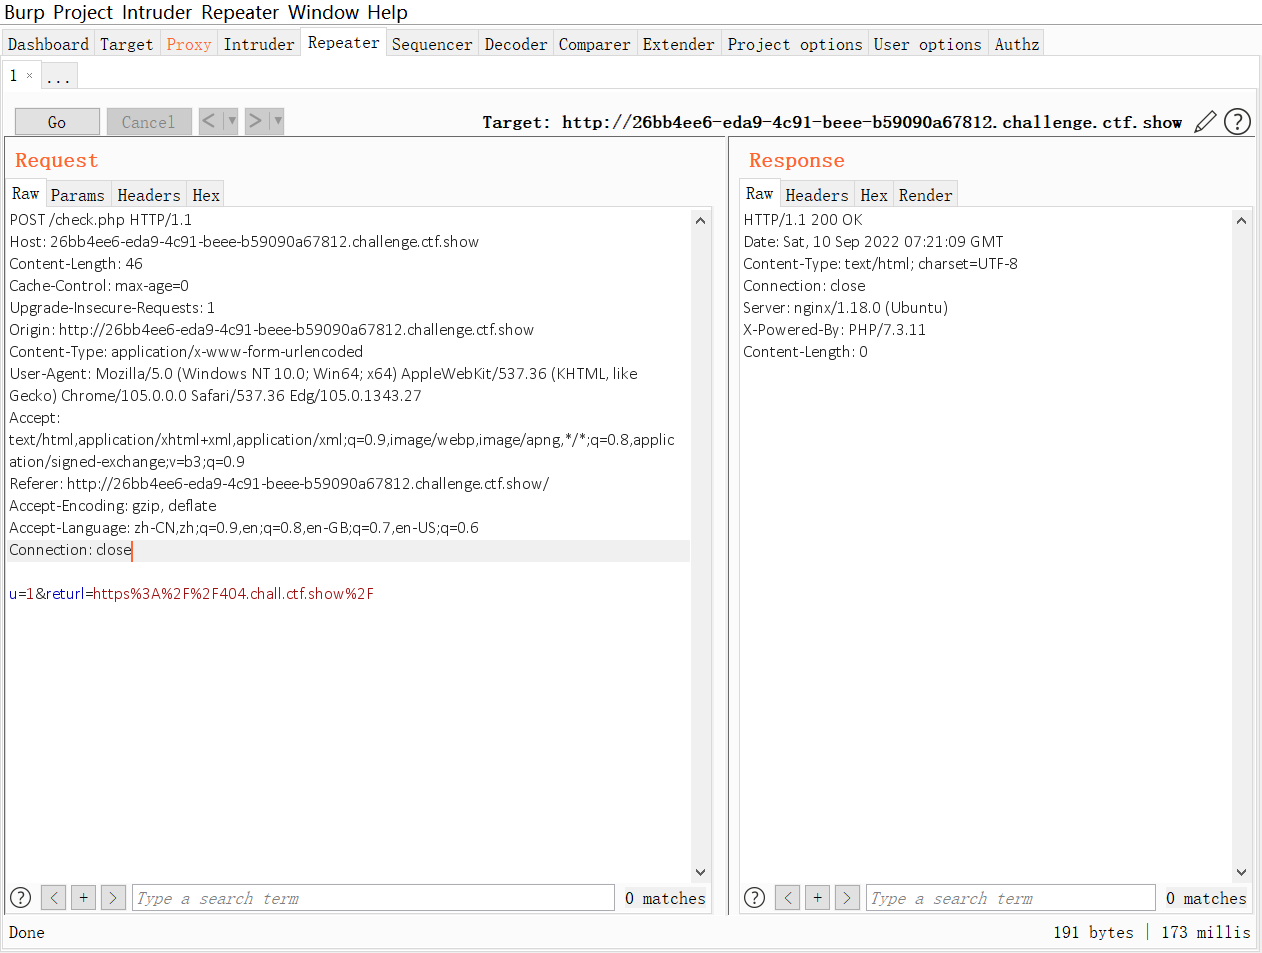 Burp Project Intruder Repeater Window Help
Dashboard Target Proxy Intruder Repeater Sequencer Decoder Comparer Extender Project options User options Authz
1 × ...
Go Cancel < ▼ > ▼ Target: http://26bb4ee6-eda9-4c91-beee-b59090a67812.challenge.ctf.show ?
Request
Raw Params Headers Hex
POST /check.php HTTP/1.1
Host: 26bb4ee6-eda9-4c91-beee-b59090a67812.challenge.ctf.show
Content-Length: 46
Cache-Control: max-age=0
Upgrade-Insecure-Requests: 1
Origin: http://26bb4ee6-eda9-4c91-beee-b59090a67812.challenge.ctf.show
Content-Type: application/x-www-form-urlencoded
User-Agent: Mozilla/5.0 (Windows NT 10.0; Win64; x64) AppleWebKit/537.36 (KHTML, like
Gecko) Chrome/105.0.0.0 Safari/537.36 Edg/105.0.1343.27
Accept:
text/html,application/xhtml+xml,application/xml;q=0.9,image/webp,image/apng,*/*;q=0.8,applic
ation/signed-exchange;v=b3;q=0.9
Referer: http://26bb4ee6-eda9-4c91-beee-b59090a67812.challenge.ctf.show/
Accept-Encoding: gzip, deflate
Accept-Language: zh-CN,zh;q=0.9,en;q=0.8,en-GB;q=0.7,en-US;q=0.6
Connection: close
u=1&returl=https%3A%2F%2F404.chall.ctf.show%2F
? < + > Type a search term 0 matches
Response
Raw Headers Hex Render
HTTP/1.1 200 OK
Date: Sat, 10 Sep 2022 07:21:09 GMT
Content-Type: text/html; charset=UTF-8
Connection: close
Server: nginx/1.18.0 (Ubuntu)
X-Powered-By: PHP/7.3.11
Content-Length: 0
? < + > Type a search term 0 matches
Done 191 bytes | 173 millis